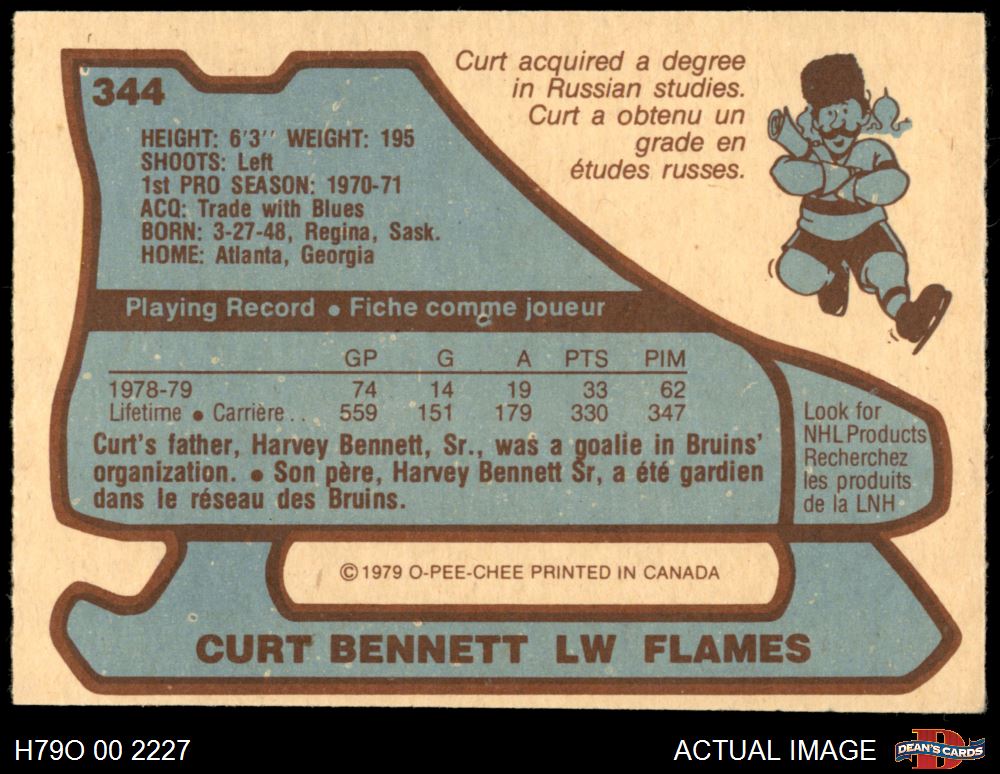 344
Curt acquired a degree
in Russian studies.
Curt a obtenu un
grade en
études russes.
HEIGHT: 6'3'' WEIGHT: 195
SHOOTS: Left
1st PRO SEASON: 1970-71
ACQ: Trade with Blues
BORN: 3-27-48, Regina, Sask.
HOME: Atlanta, Georgia
Playing Record • Fiche comme joueur
GP G A PTS PIM
1978-79 74 14 19 33 62
Lifetime • Carrière.. 559 151 179 330 347
Curt's father, Harvey Bennett, Sr., was a goalie in Bruins'
organization. • Son père, Harvey Bennett Sr, a été gardien
dans le réseau des Bruins.
Look for
NHL Products
Recherchez
les produits
de la LNH
© 1979 O-PEE-CHEE PRINTED IN CANADA
CURT BENNETT LW FLAMES
H79O 00 2227
ACTUAL IMAGE
DEAN'S CARDS